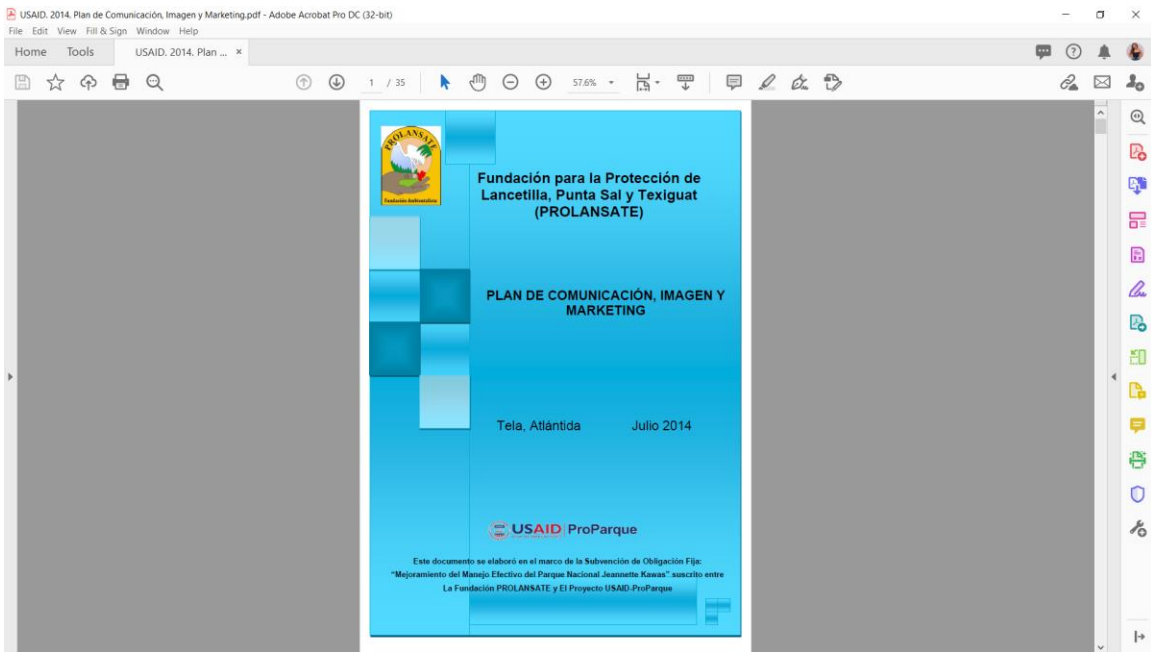 USAID. 2014. Plan de Comunicación, Imagen y Marketing.pdf - Adobe Acrobat Pro DC (32-bit)
File Edit View Fill & Sign Window Help
Home Tools USAID. 2014. Plan ... ×
1 / 35 57.6%
PROLANSATE
Fundación Ambientalista
Fundación para la Protección de
Lancetilla, Punta Sal y Texiguat
(PROLANSATE)
PLAN DE COMUNICACIÓN, IMAGEN Y
MARKETING
Tela, Atlántida Julio 2014
USAID ProParque
Este documento se elaboró en el marco de la Subvención de Obligación Fija:
"Mejoramiento del Manejo Efectivo del Parque Nacional Jeannette Kawas" suscrito entre
La Fundación PROLANSATE y El Proyecto USAID-ProParque